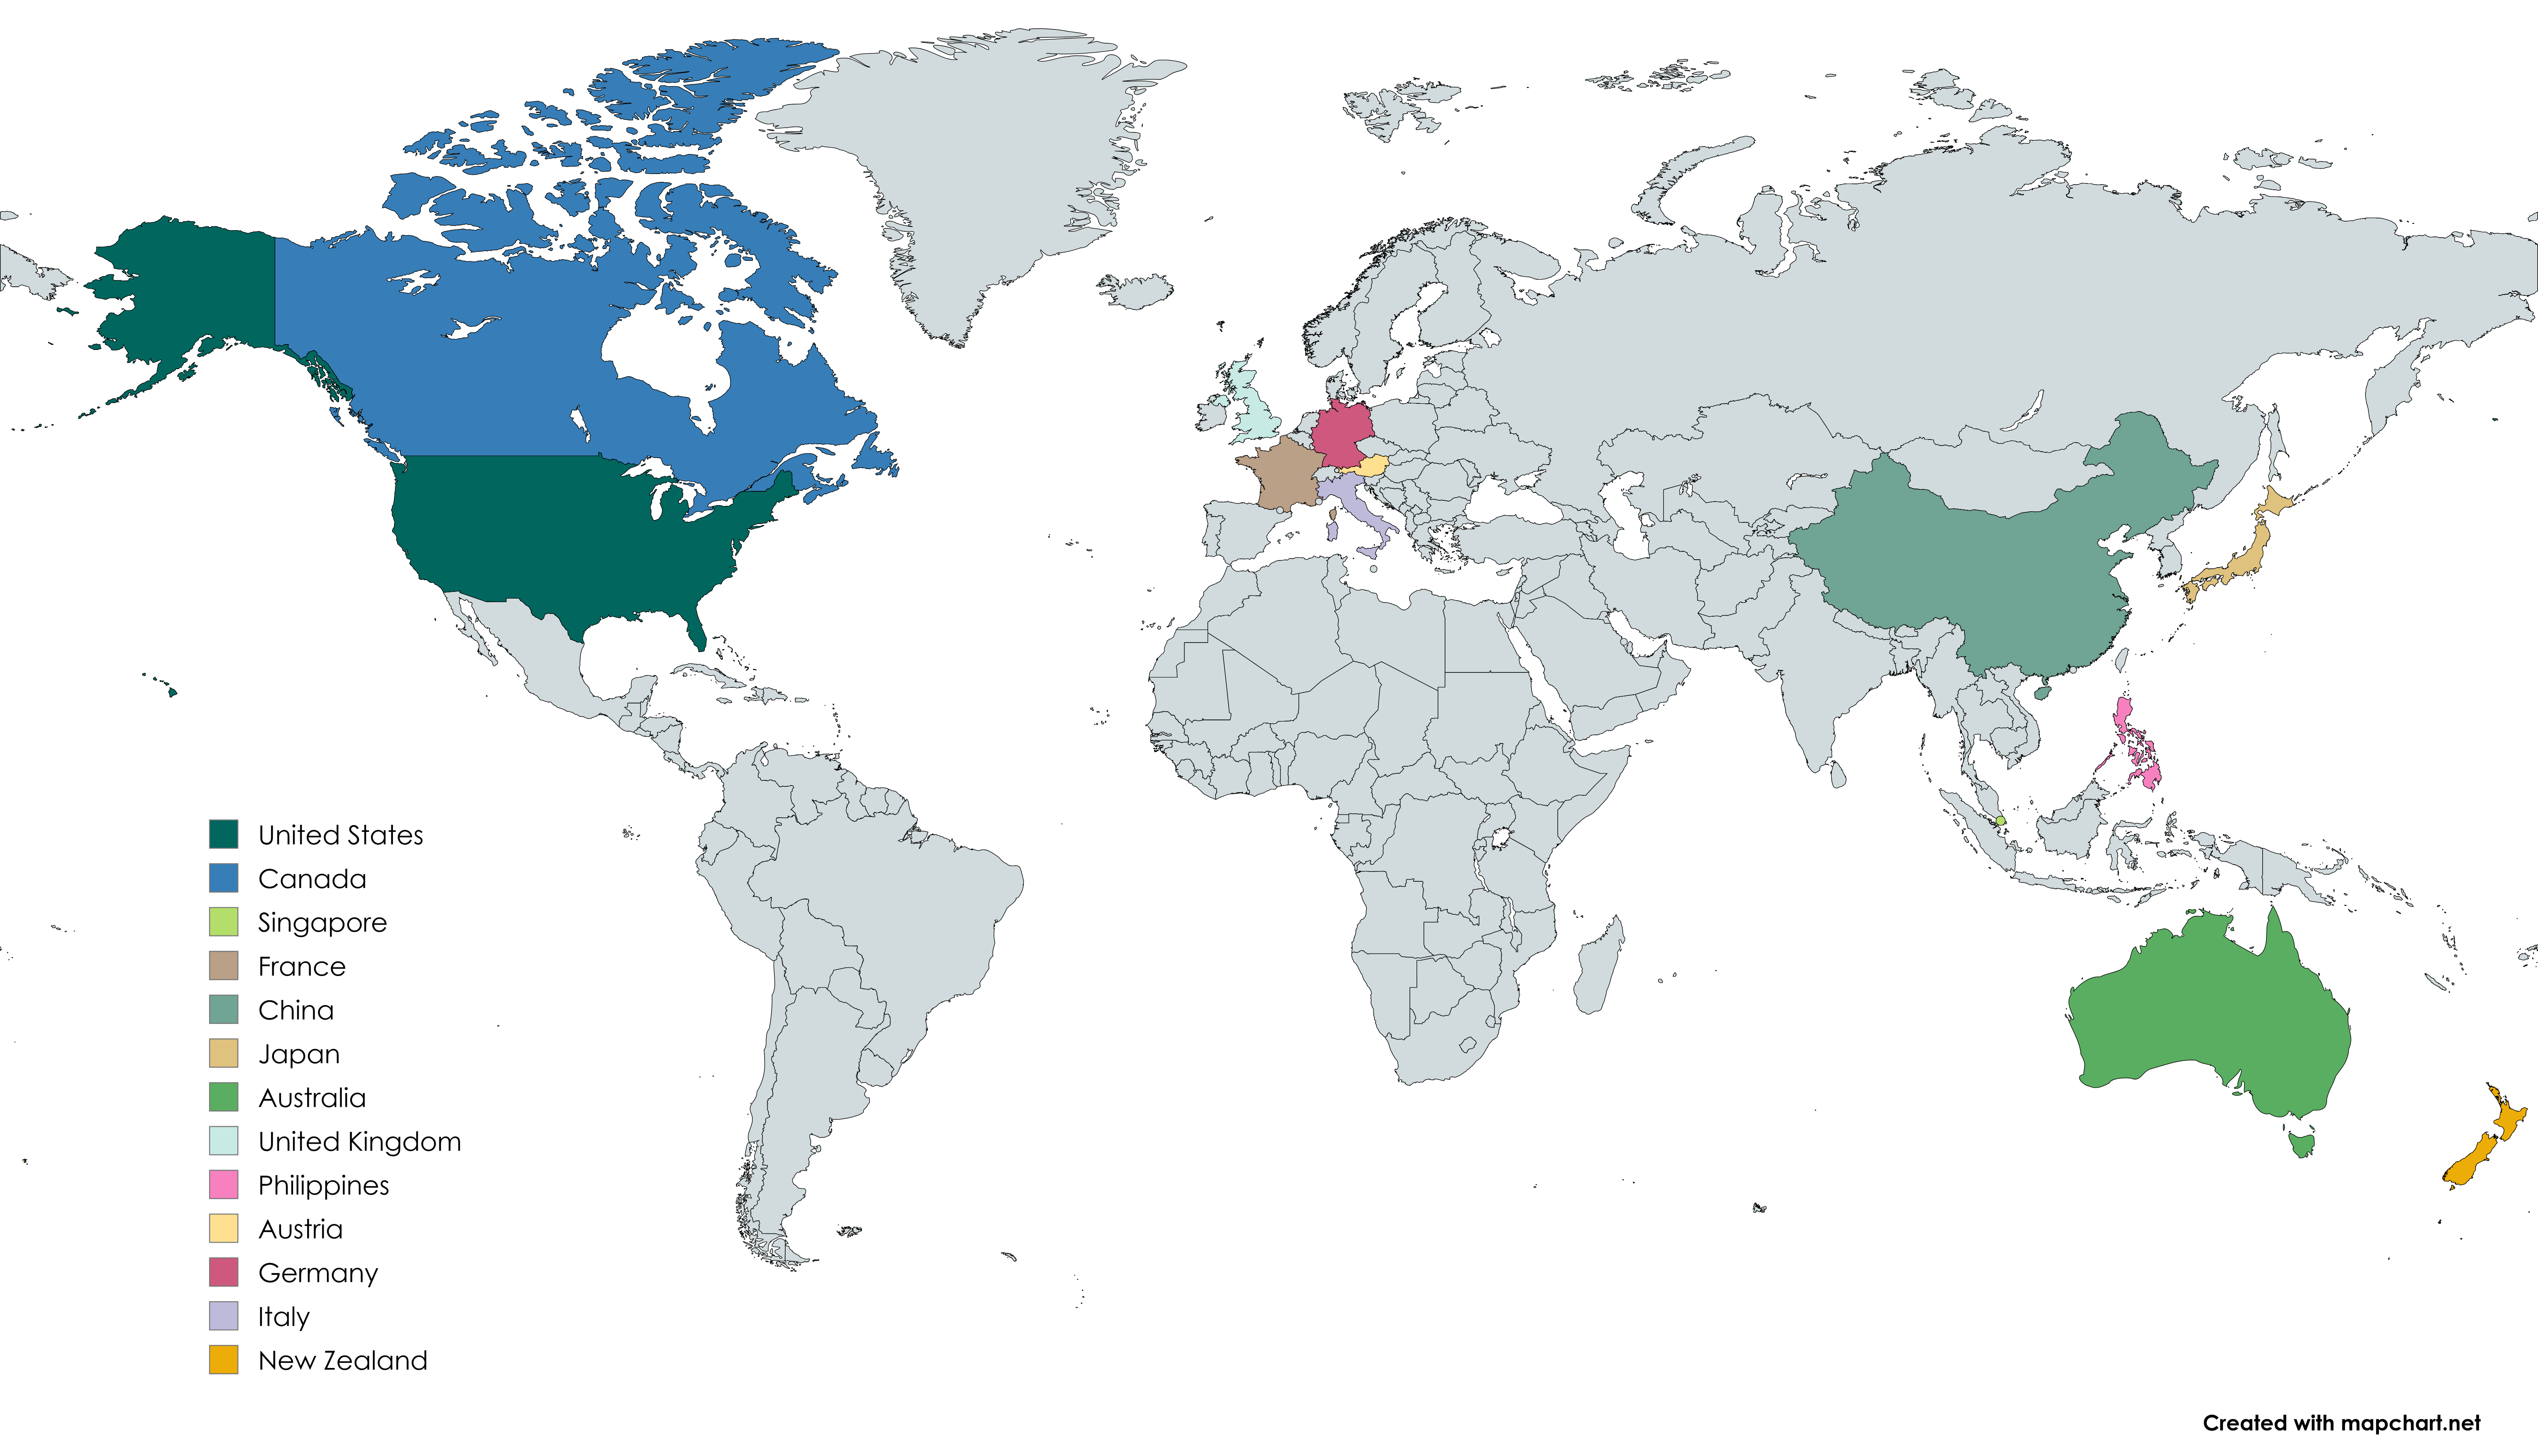 United States
Canada
Singapore
France
China
Japan
Australia
United Kingdom
Philippines
Austria
Germany
Italy
New Zealand
Created with mapchart.net